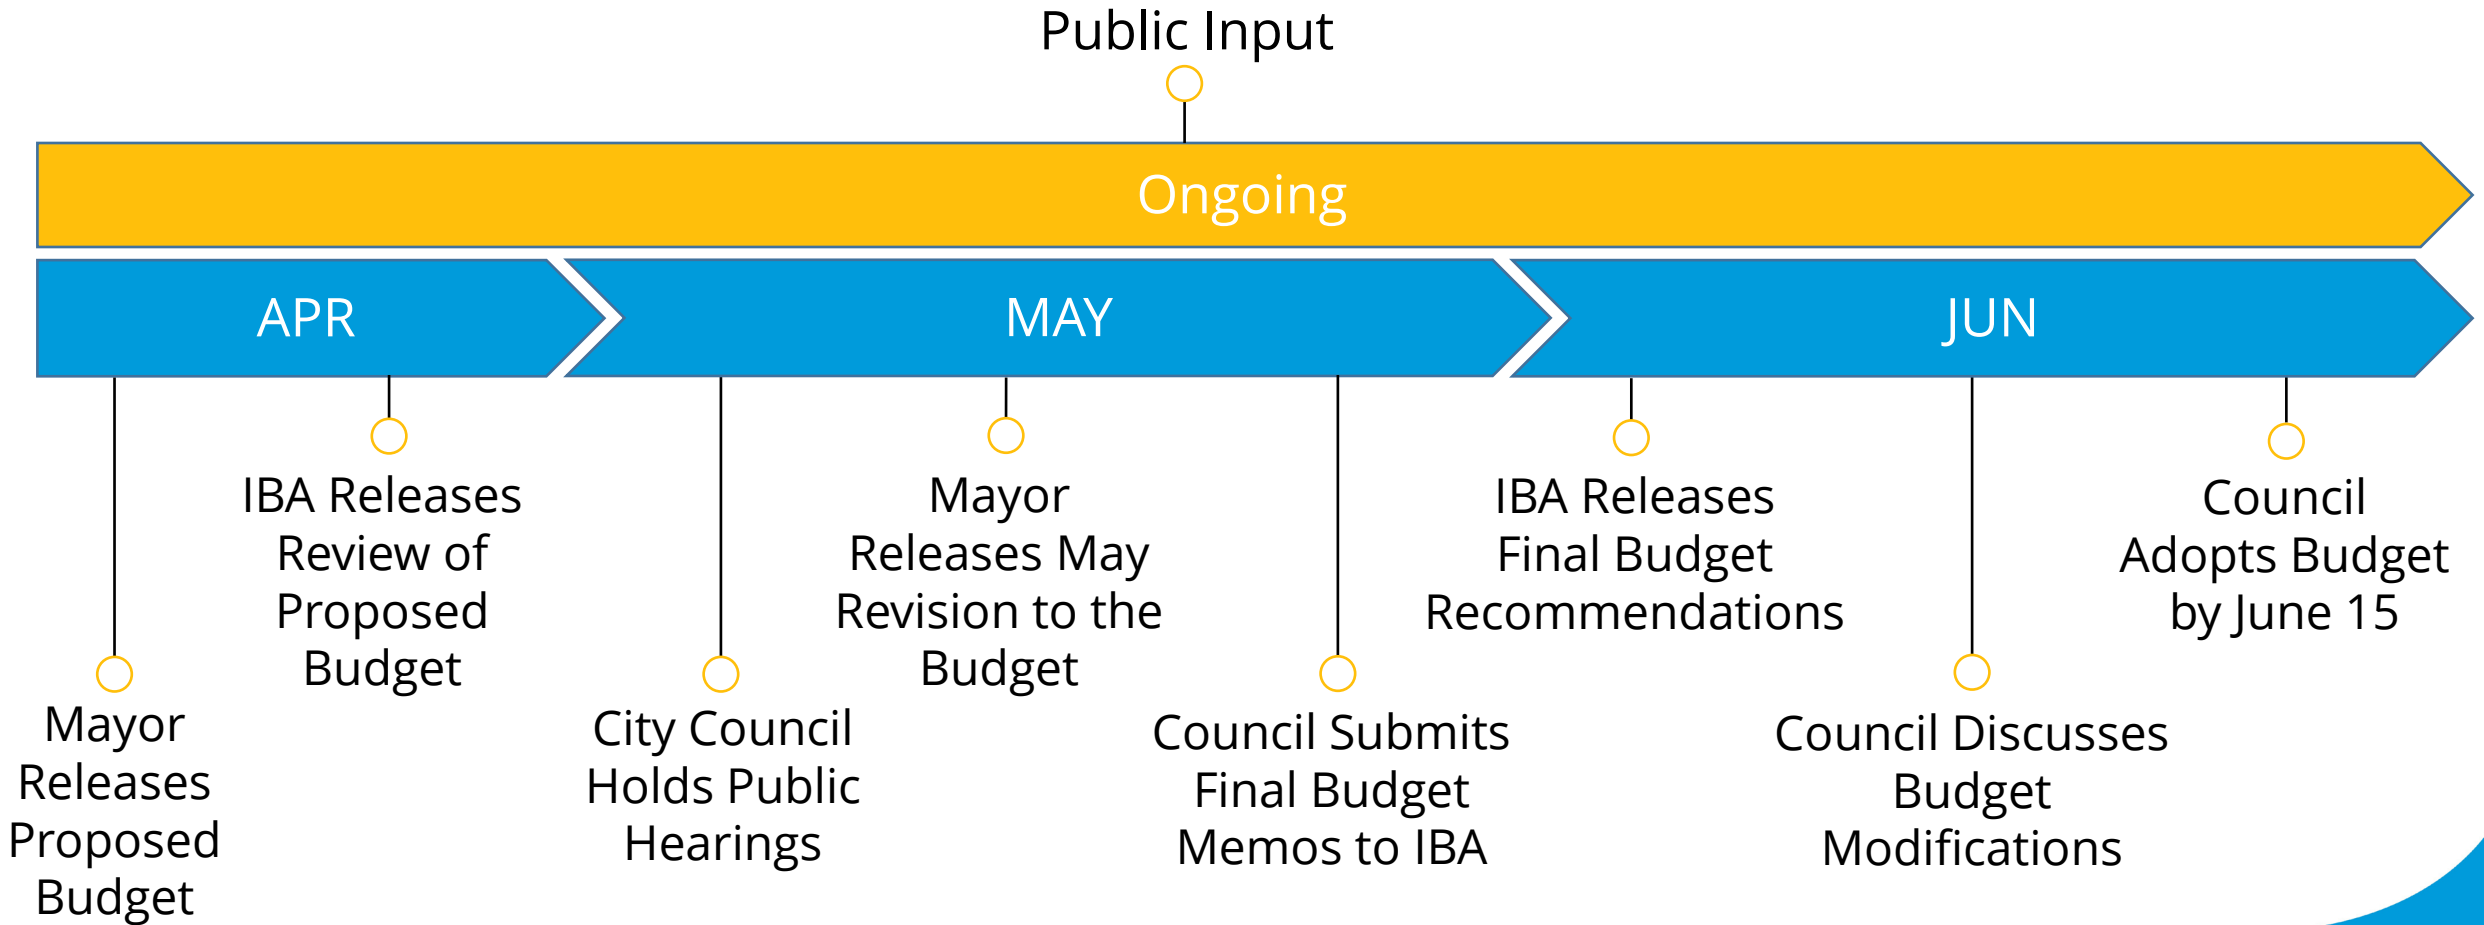 Public Input
Ongoing
APR
MAY
JUN
Mayor
Releases
Proposed
Budget
IBA Releases
Review of
Proposed
Budget
City Council
Holds Public
Hearings
Mayor
Releases May
Revision to the
Budget
Council Submits
Final Budget
Memos to IBA
IBA Releases
Final Budget
Recommendations
Council Discusses
Budget
Modifications
Council
Adopts Budget
by June 15